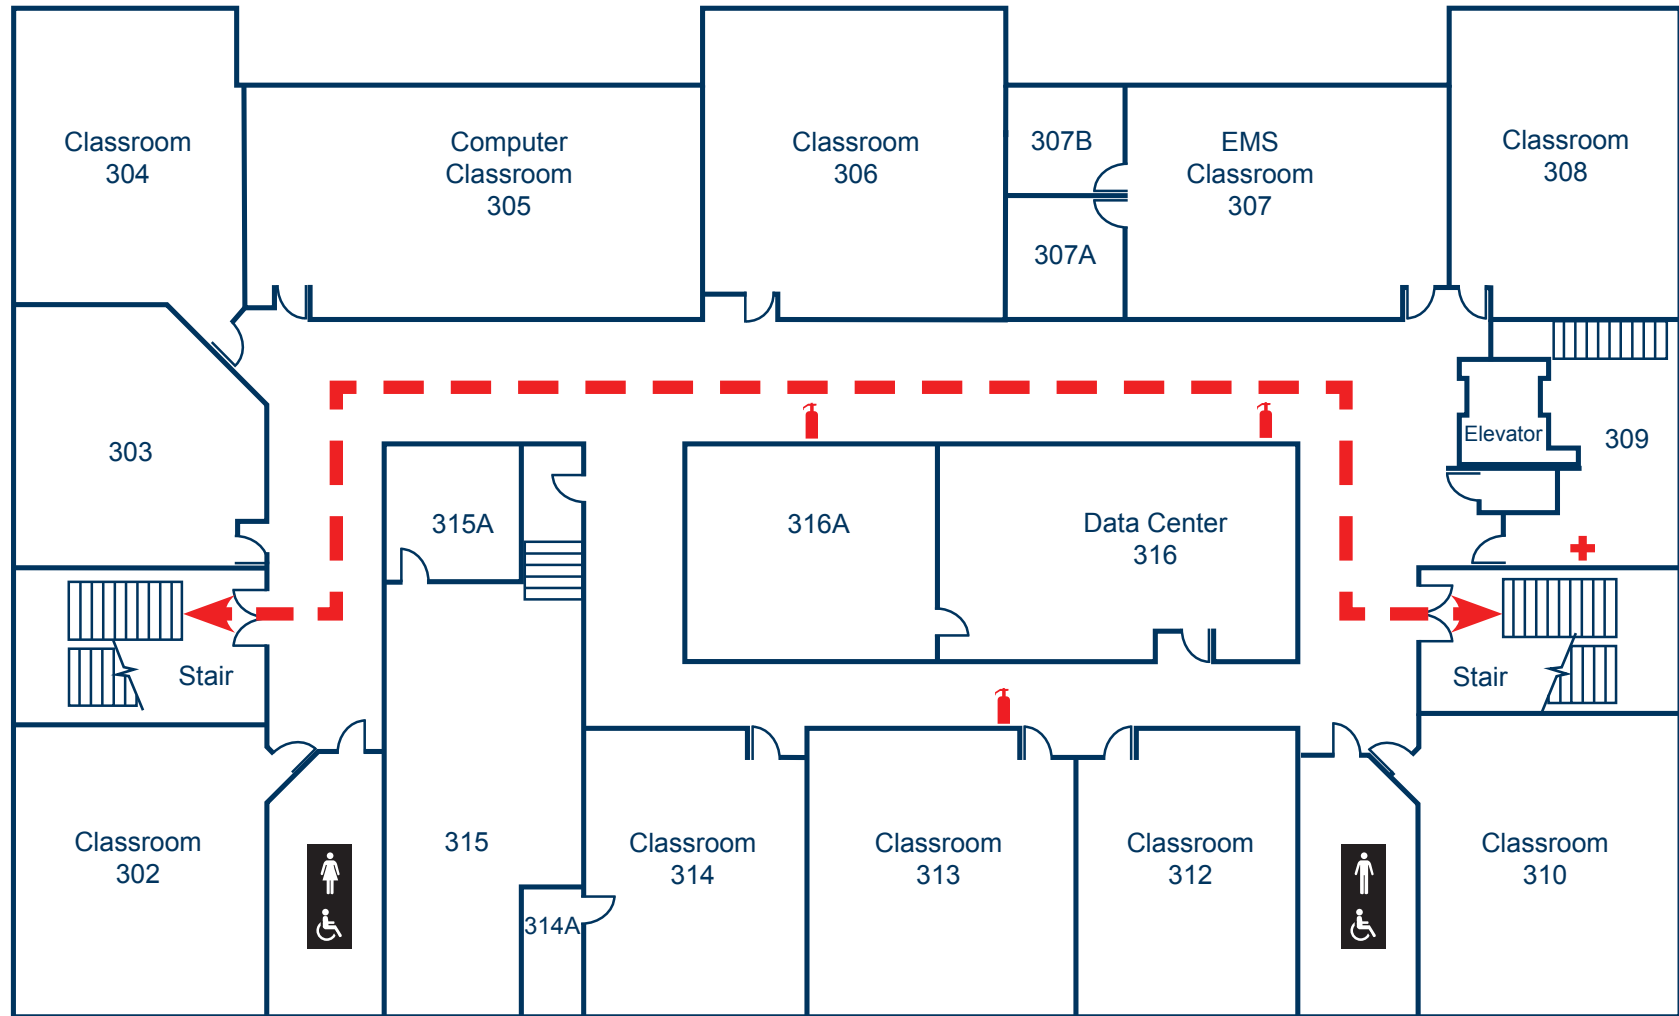 Classroom
304
Computer
Classroom
305
Classroom
306
307B
307A
EMS
Classroom
307
Classroom
308
303
315A
316A
Data Center
316
Elevator
309
Stair
Stair
Classroom
302
315
314A
Classroom
314
Classroom
313
Classroom
312
Classroom
310